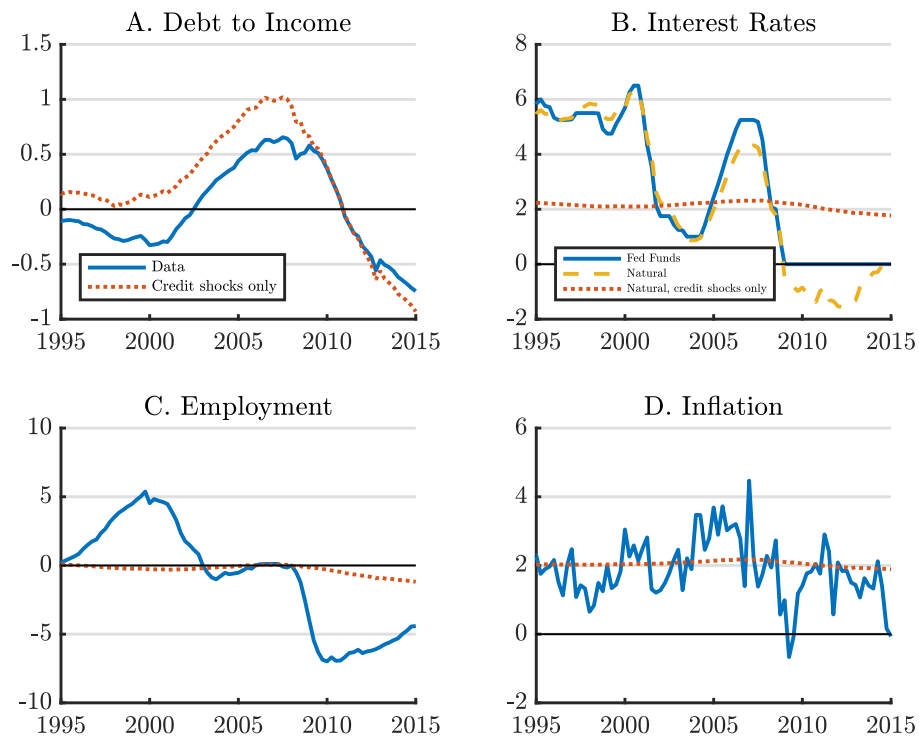 A. Debt to Income
1.5
1
0.5
0
-0.5
-1
Data
Credit shocks only
1995 2000 2005 2010 2015
B. Interest Rates
8
6
4
2
0
-2
Fed Funds
Natural
Natural, credit shocks only
1995 2000 2005 2010 2015
C. Employment
10
5
0
-5
-10
1995 2000 2005 2010 2015
D. Inflation
6
4
2
0
-2
1995 2000 2005 2010 2015